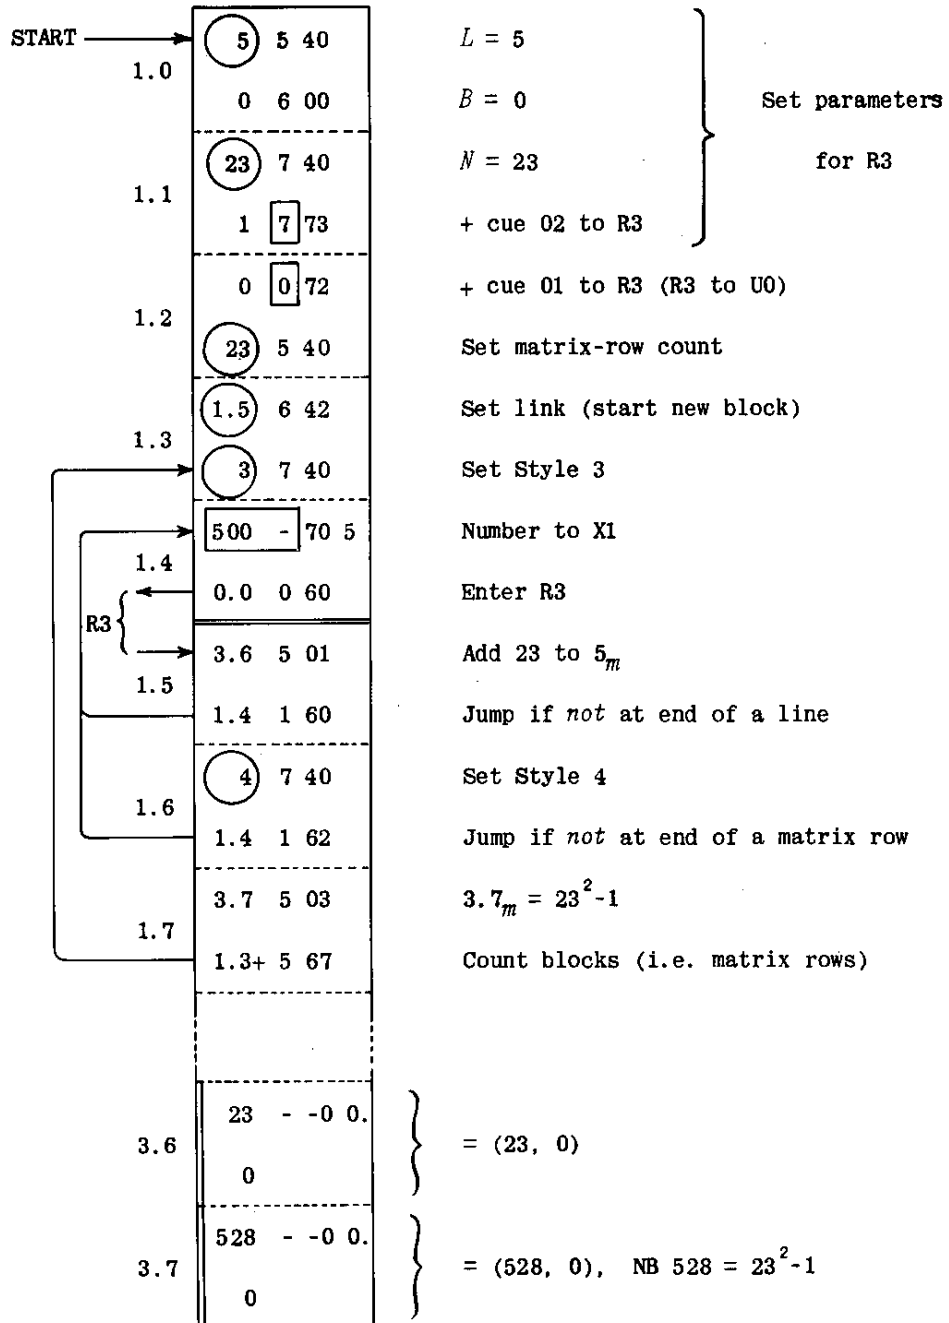 START 5 5 40 L = 5
1.0
0 6 00 B = 0 Set parameters
23 7 40 N = 23 for R3
1.1
1 7 73 + cue 02 to R3
0 0 72 + cue 01 to R3 (R3 to U0)
1.2
23 5 40 Set matrix-row count
1.5 6 42 Set link (start new block)
1.3
3 7 40 Set Style 3
500 - 70 5 Number to X1
1.4
0.0 0 60 Enter R3
R3
3.6 5 01 Add 23 to 5m
1.5
1.4 1 60 Jump if not at end of a line
4 7 40 Set Style 4
1.6
1.4 1 62 Jump if not at end of a matrix row
3.7 5 03 3.7m = 23²-1
1.7
1.3+ 5 67 Count blocks (i.e. matrix rows)
23 - -0 0.
3.6 = (23, 0)
0
528 - -0 0.
3.7 = (528, 0), NB 528 = 23²-1
0